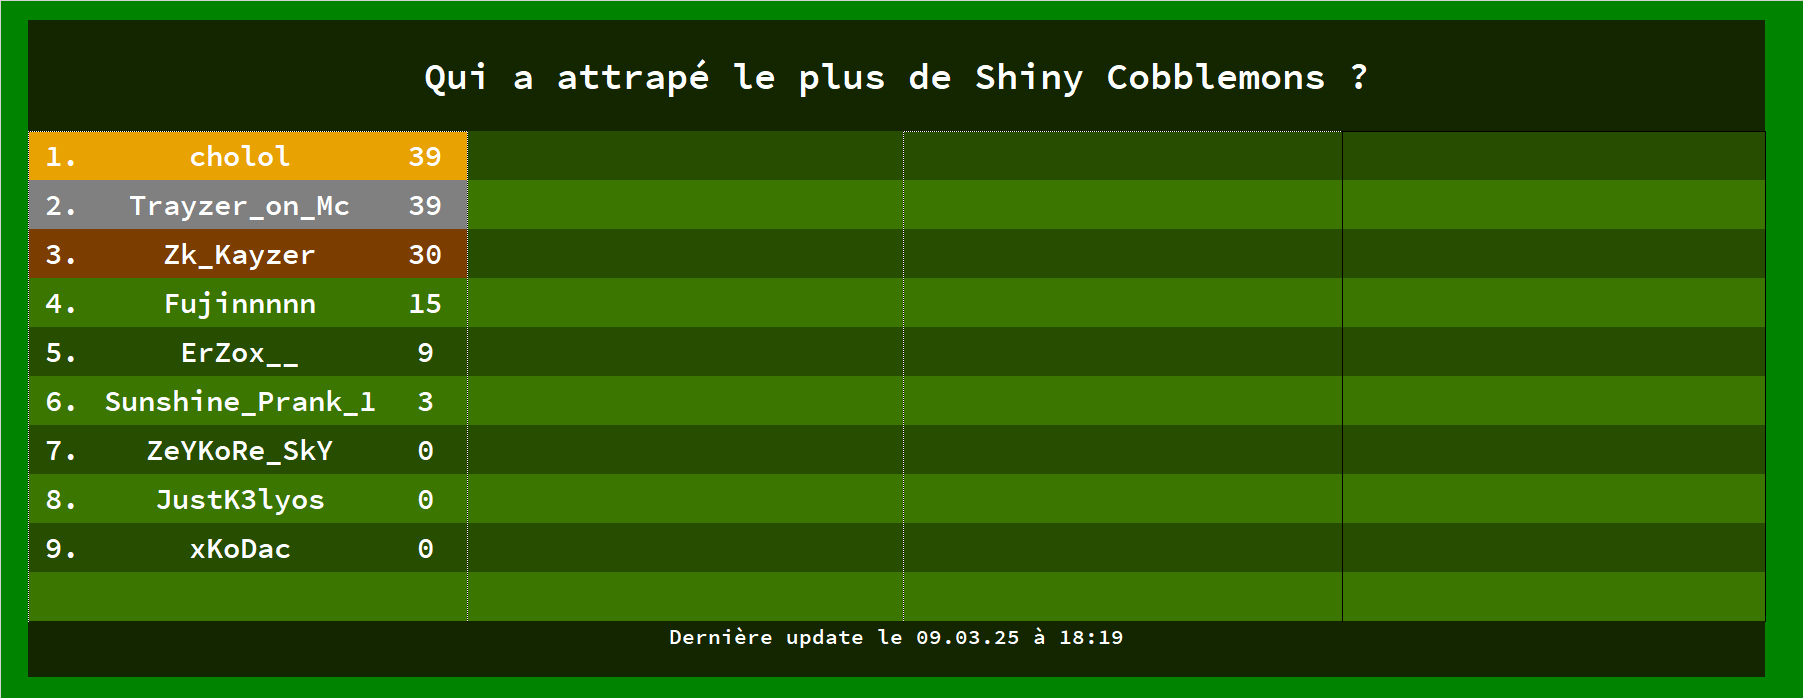 Qui a attrapé le plus de Shiny Cobblemons ?
1. cholol 39
2. Trayzer_on_Mc 39
3. Zk_Kayzer 30
4. Fujinnnnn 15
5. ErZox__ 9
6. Sunshine_Prank_1 3
7. ZeYKoRe_SkY 0
8. JustK3lyos 0
9. xKoDac 0
Dernière update le 09.03.25 à 18:19